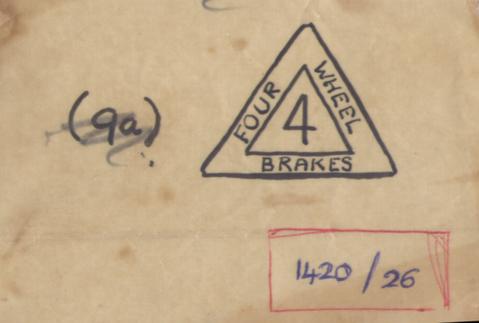 (9a)
FOUR WHEEL
4
BRAKES
1420/26